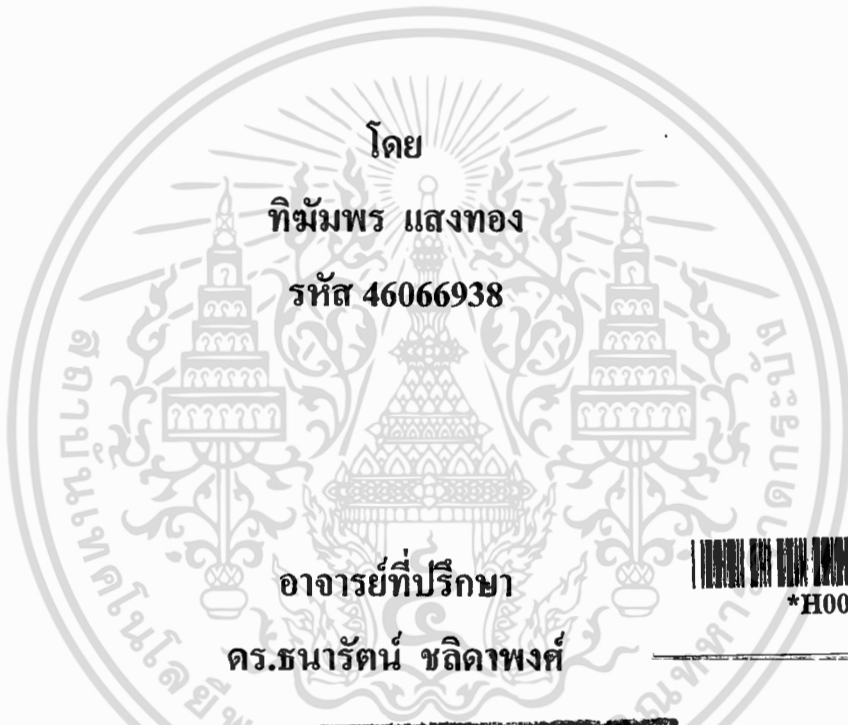 โดย
ทิฆัมพร แสงทอง
รหัส 46066938
อาจารย์ที่ปรึกษา
ดร.ธนารัตน์ ชลิดาพงศ์
*H00